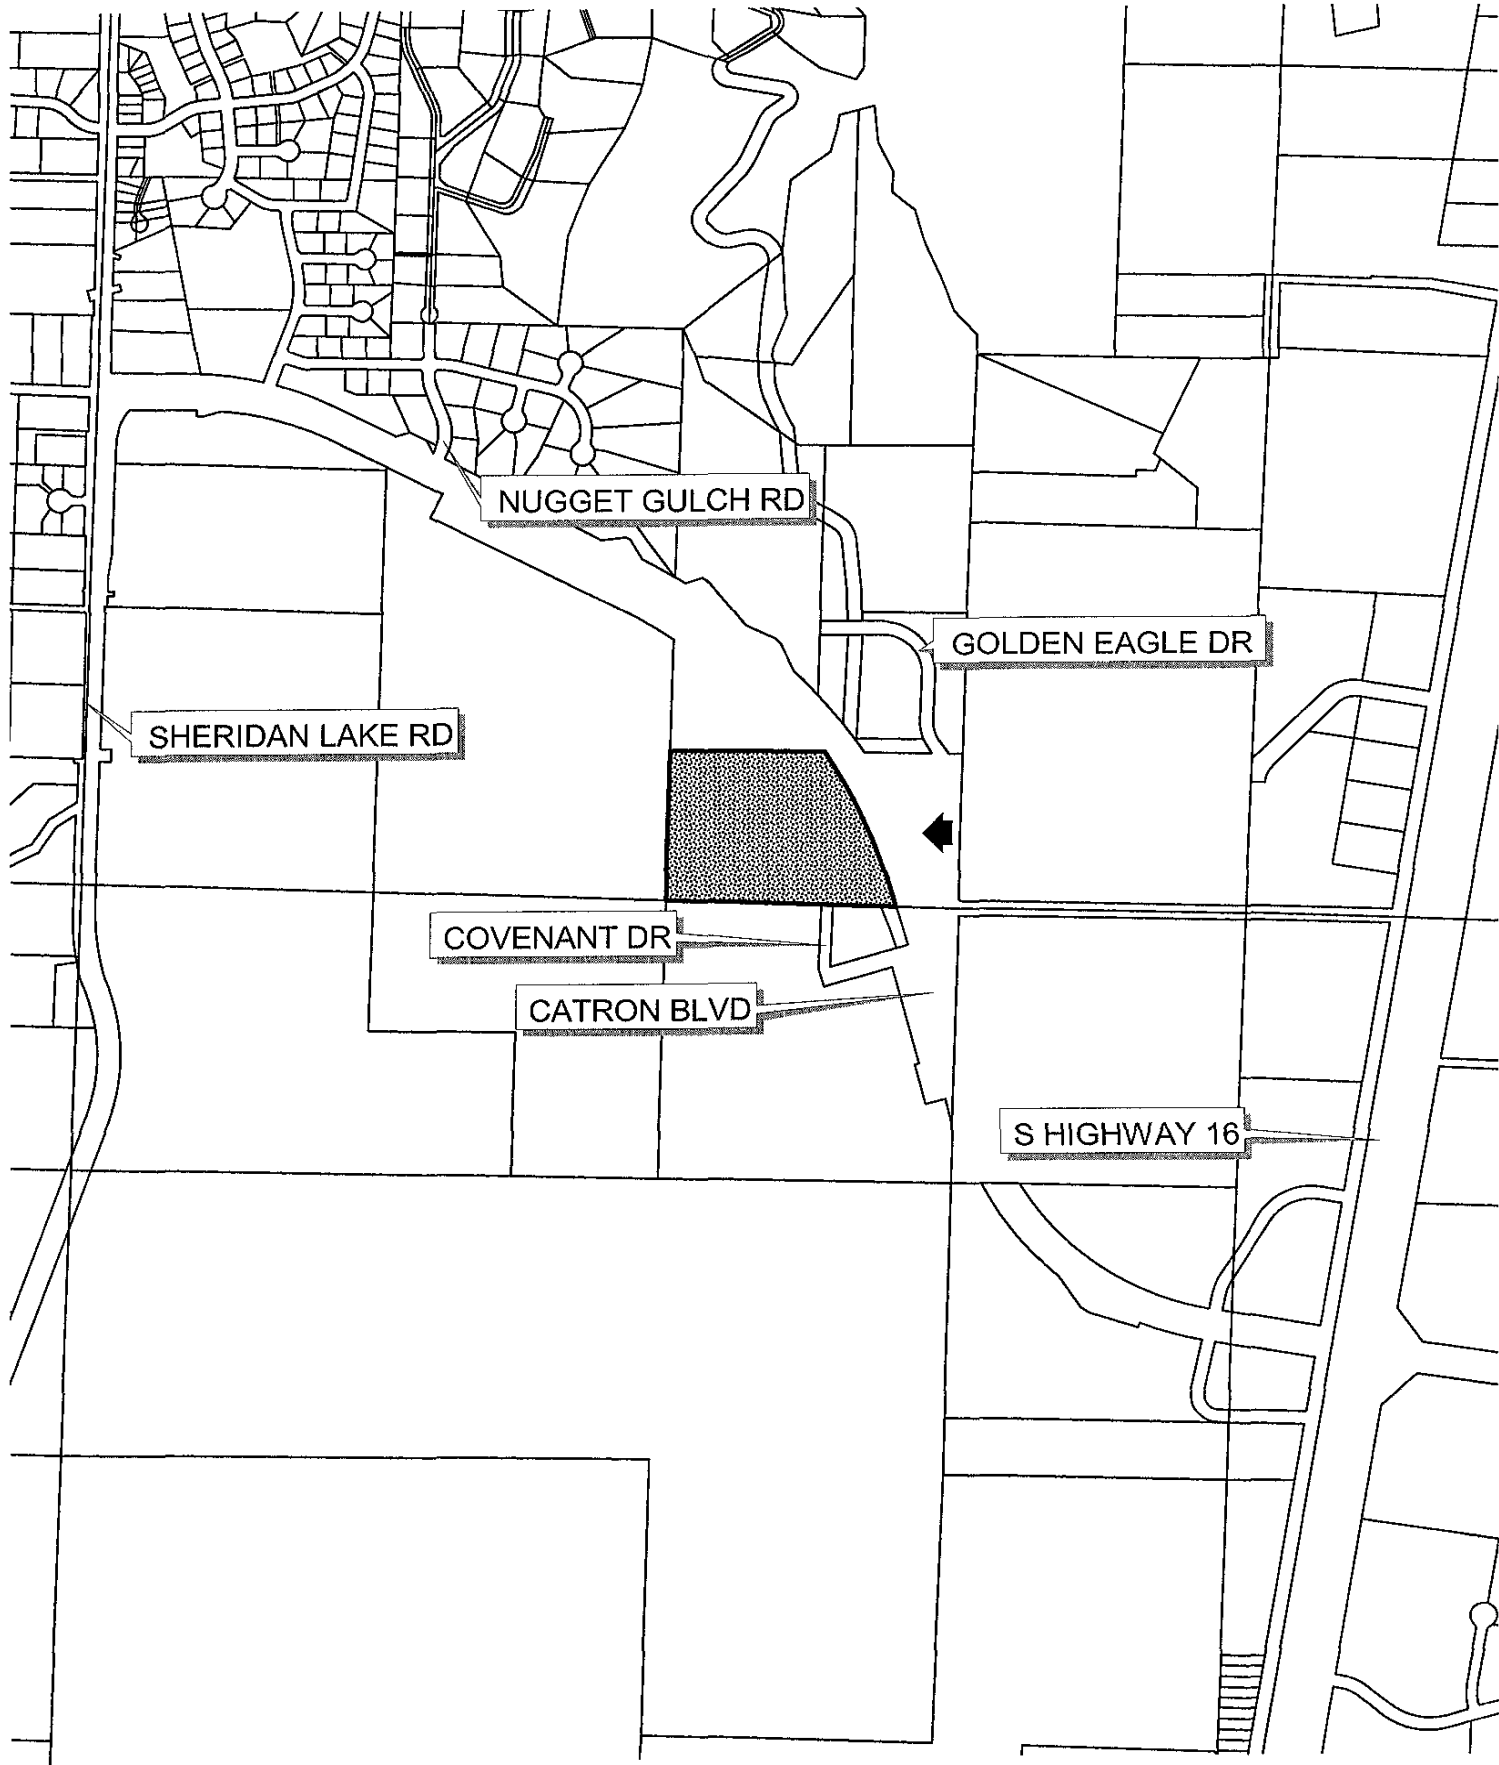 NUGGET GULCH RD
GOLDEN EAGLE DR
SHERIDAN LAKE RD
COVENANT DR
CATRON BLVD
S HIGHWAY 16